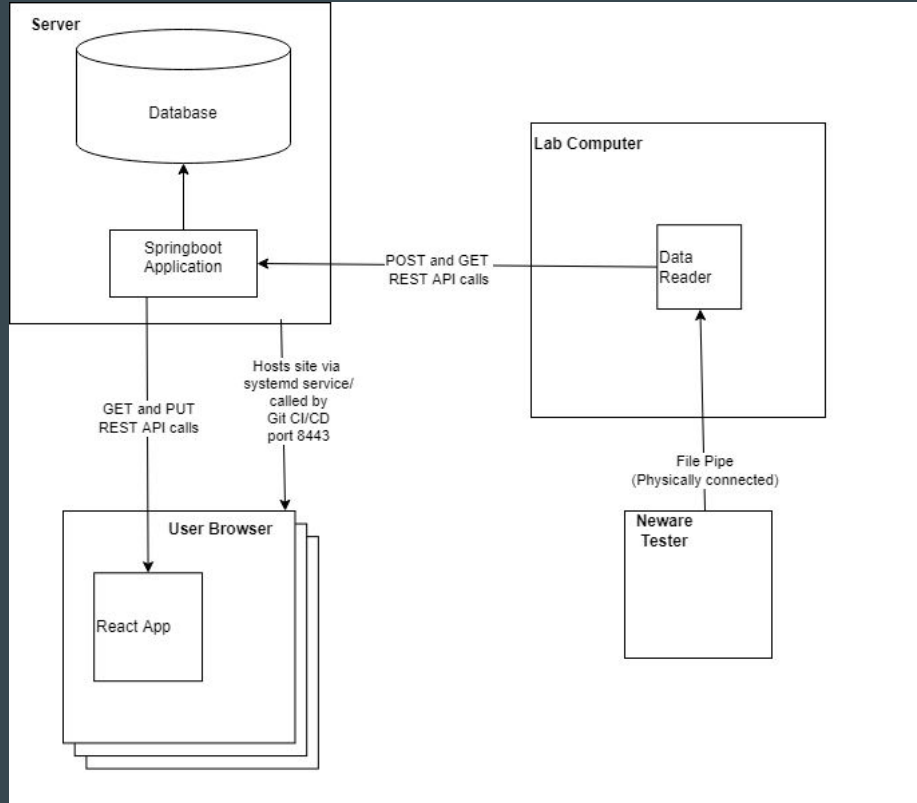 Server
Database
Springboot
Application
Lab Computer
Data
Reader
POST and GET
REST API calls
Hosts site via
systemd service/
called by
Git CI/CD
port 8443
GET and PUT
REST API calls
File Pipe
(Physically connected)
User Browser
React App
Neware
Tester